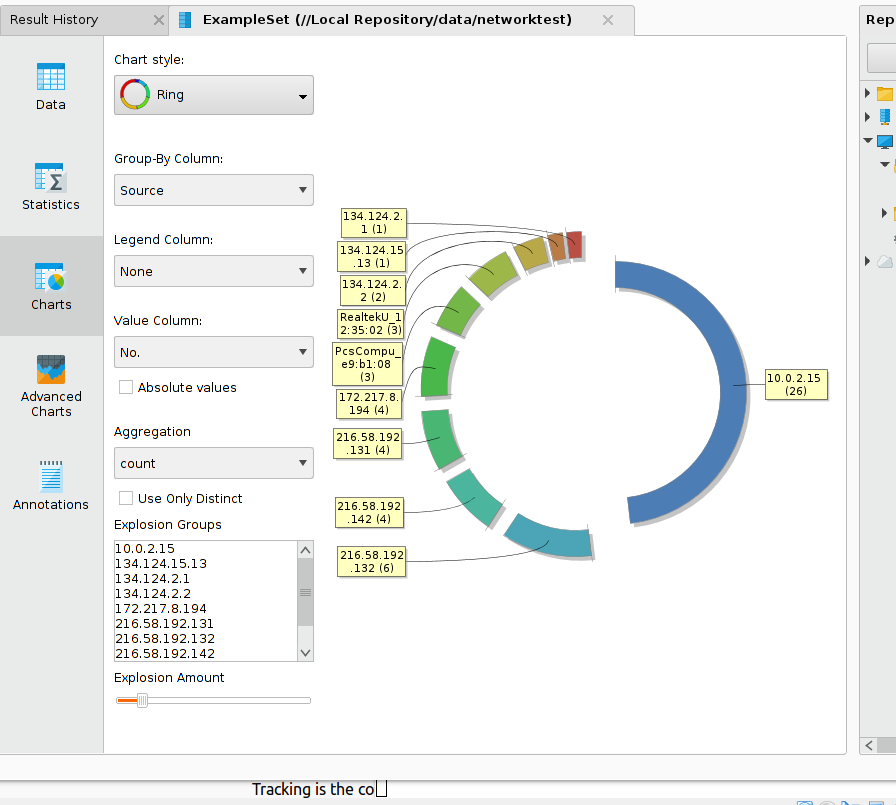 Result History
ExampleSet (//Local Repository/data/networktest)
Rep
Data
Statistics
Charts
Advanced
Charts
Annotations
Chart style:
Ring
Group-By Column:
Source
Legend Column:
None
Value Column:
No.
Absolute values
Aggregation
count
Use Only Distinct
Explosion Groups
10.0.2.15
134.124.15.13
134.124.2.1
134.124.2.2
172.217.8.194
216.58.192.131
216.58.192.132
216.58.192.142
Explosion Amount
134.124.2.
1 (1)
134.124.15
.13 (1)
134.124.2.
2 (2)
RealtekU_1
2:35:02 (3)
PcsCompu_
e9:b1:08
(3)
172.217.8.
194 (4)
216.58.192
.131 (4)
216.58.192
.142 (4)
216.58.192
.132 (6)
10.0.2.15
(26)
Tracking is the co